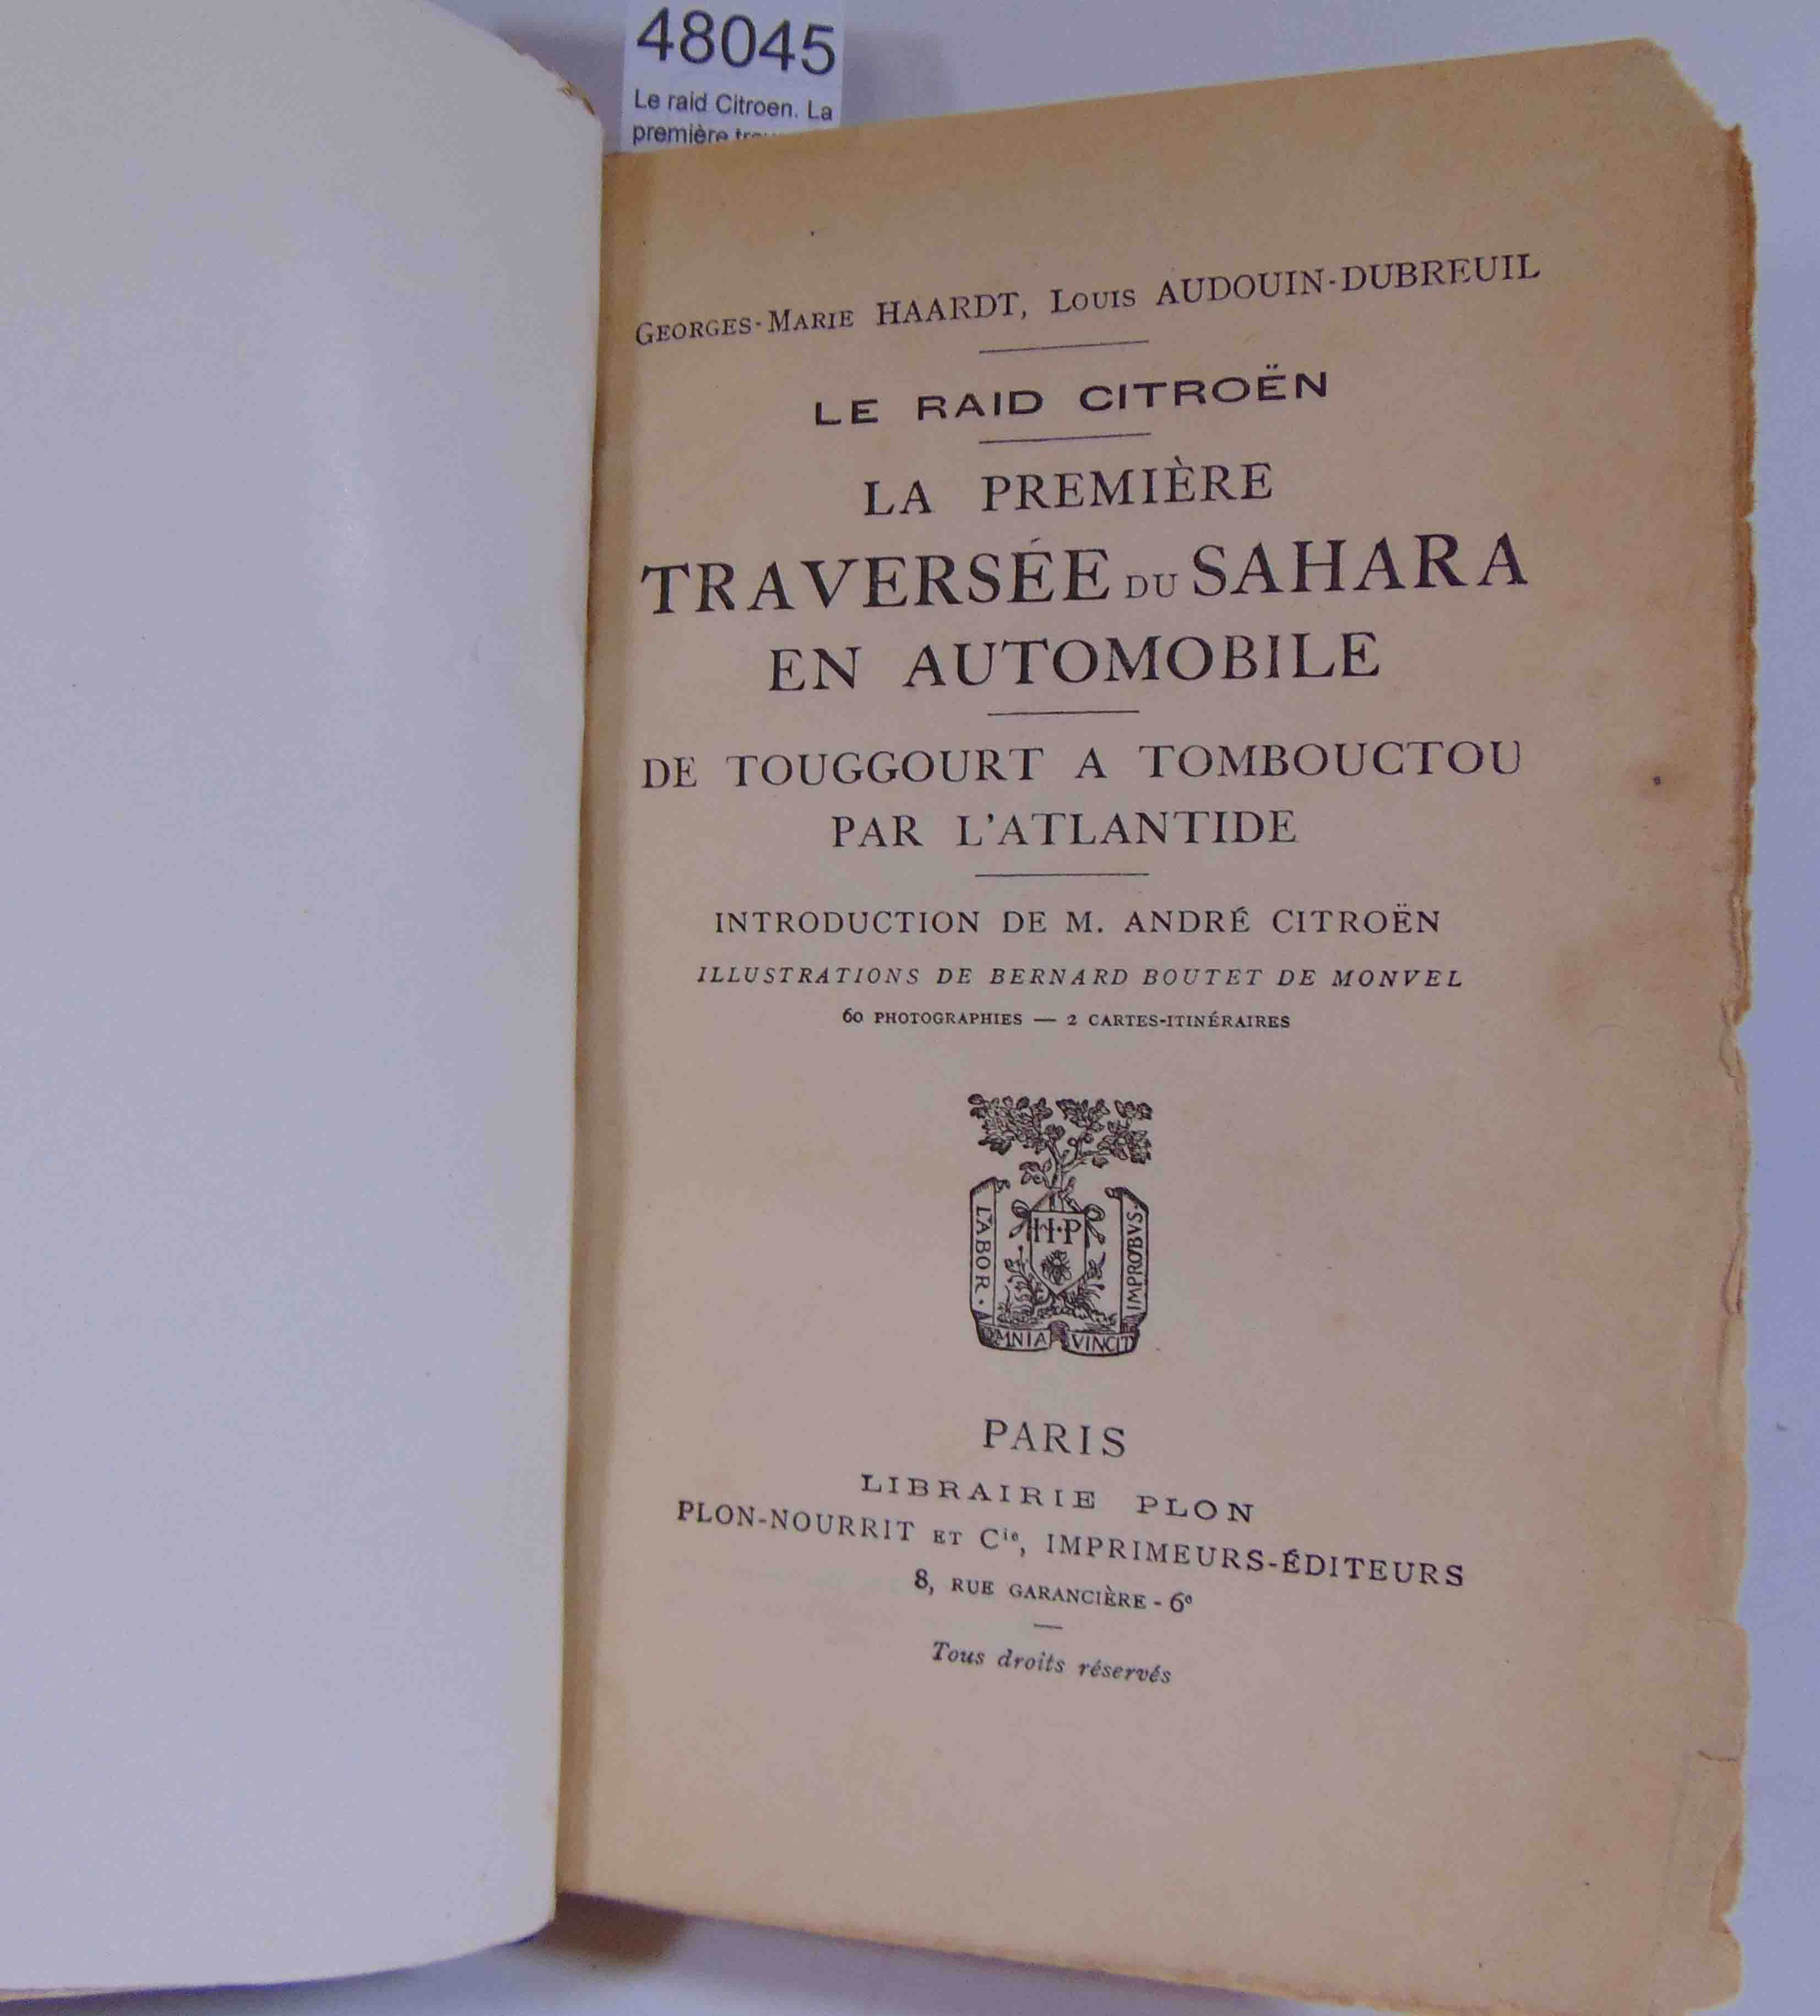 48045
Le raid Citroen. La
première
GEORGES-MARIE HAARDT, LOUIS AUDOUIN-DUBREUIL
LE RAID CITROËN
LA PREMIÈRE
TRAVERSÉE DU SAHARA
EN AUTOMOBILE
DE TOUGGOURT A TOMBOUCTOU
PAR L'ATLANTIDE
INTRODUCTION DE M. ANDRÉ CITROËN
ILLUSTRATIONS DE BERNARD BOUTET DE MONVEL
60 PHOTOGRAPHIES — 2 CARTES-ITINÉRAIRES
H·P
LABOR·
OMNIA VINCIT
IMPROBVS·
PARIS
LIBRAIRIE PLON
PLON-NOURRIT ET Cie, IMPRIMEURS-ÉDITEURS
8, RUE GARANCIÈRE - 6e
Tous droits réservés